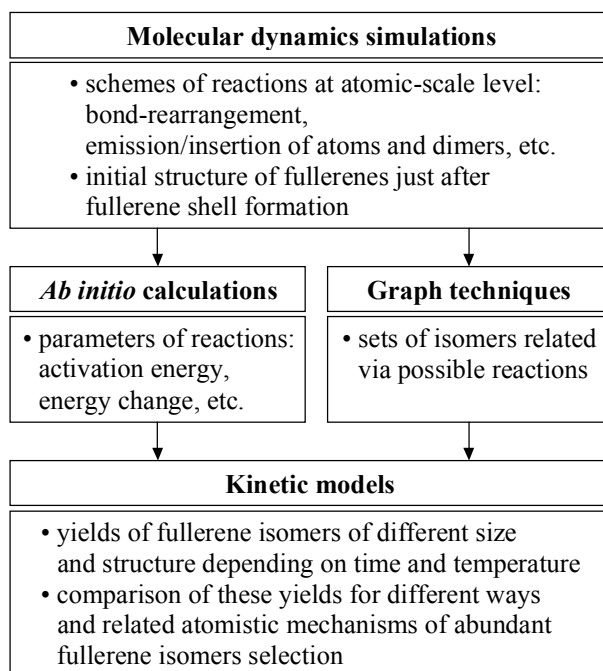 Molecular dynamics simulations
• schemes of reactions at atomic-scale level:
bond-rearrangement,
emission/insertion of atoms and dimers, etc.
• initial structure of fullerenes just after
fullerene shell formation
Ab initio calculations
• parameters of reactions:
activation energy,
energy change, etc.
Graph techniques
• sets of isomers related
via possible reactions
Kinetic models
• yields of fullerene isomers of different size
and structure depending on time and temperature
• comparison of these yields for different ways
and related atomistic mechanisms of abundant
fullerene isomers selection